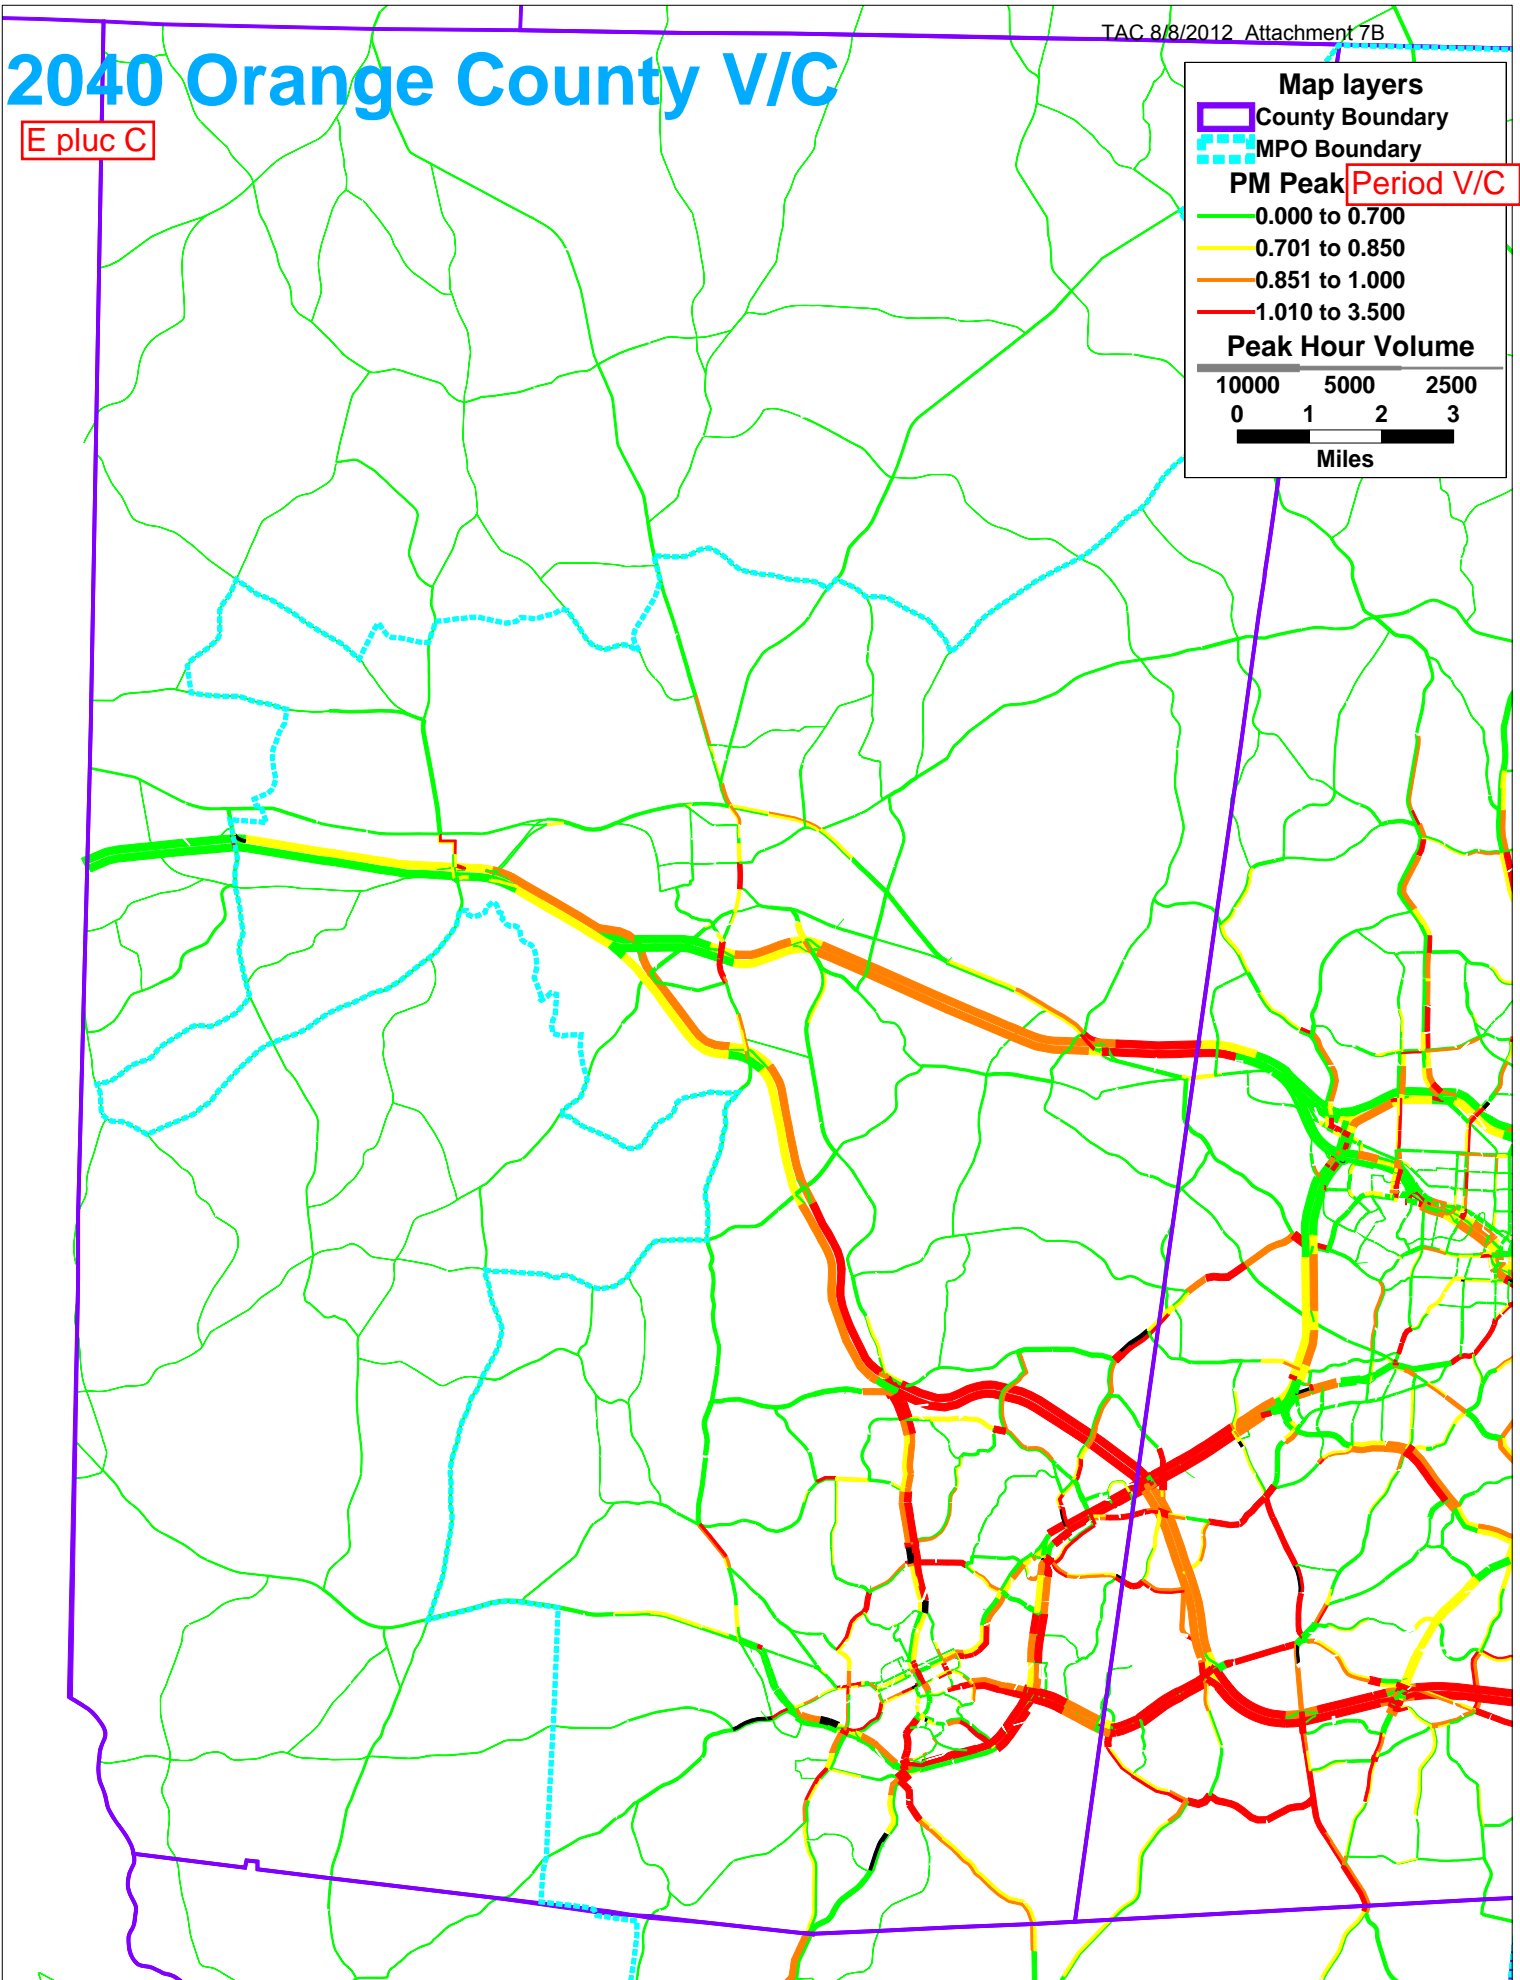 TAC 8/8/2012  Attachment 7B
2040 Orange County V/C
E pluc C
Map layers
County Boundary
MPO Boundary
PM Peak Period V/C
0.000 to 0.700
0.701 to 0.850
0.851 to 1.000
1.010 to 3.500
Peak Hour Volume
10000 5000 2500
0 1 2 3
Miles